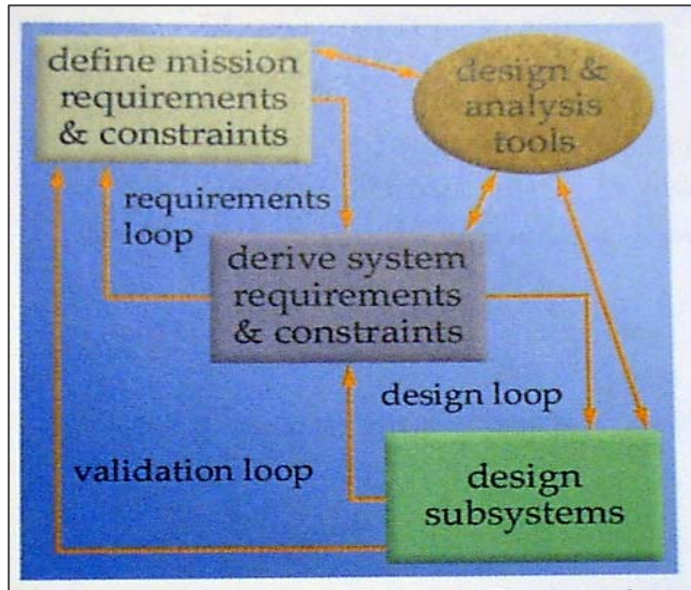 define mission
requirements
& constraints
design &
analysis
tools
requirements
loop
derive system
requirements
& constraints
design loop
validation loop
design
subsystems